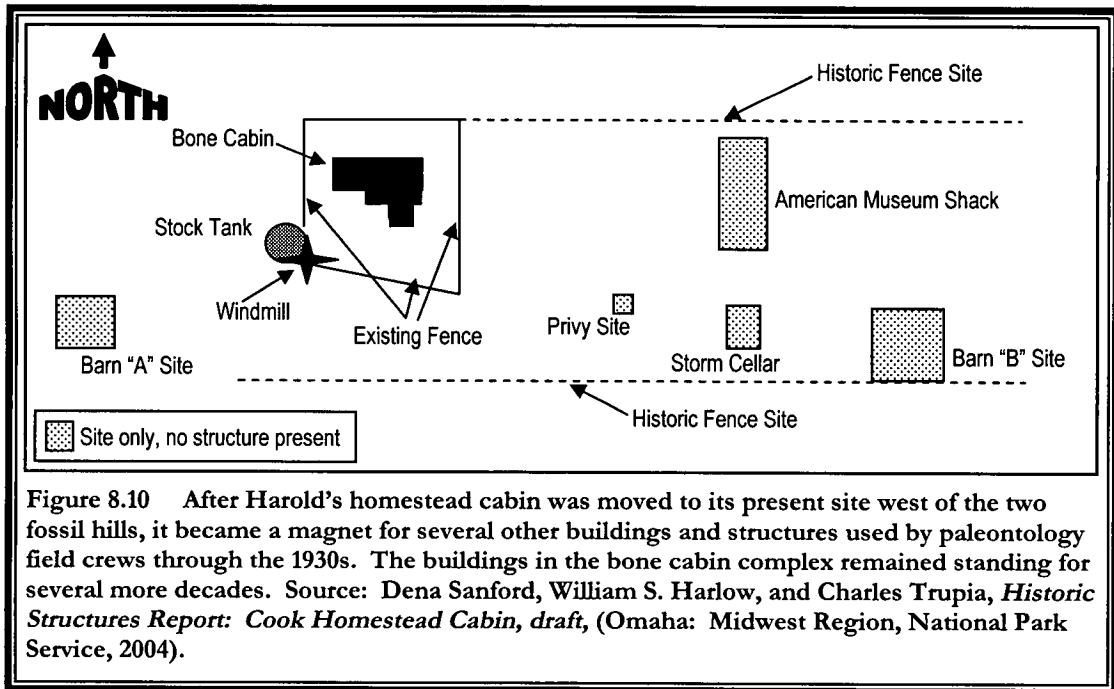 NORTH
Historic Fence Site
Bone Cabin
American Museum Shack
Stock Tank
Windmill
Existing Fence
Privy Site
Barn "A" Site
Storm Cellar
Barn "B" Site
Historic Fence Site
Site only, no structure present
Figure 8.10 After Harold's homestead cabin was moved to its present site west of the two
fossil hills, it became a magnet for several other buildings and structures used by paleontology
field crews through the 1930s. The buildings in the bone cabin complex remained standing for
several more decades. Source: Dena Sanford, William S. Harlow, and Charles Trupia, Historic
Structures Report: Cook Homestead Cabin, draft, (Omaha: Midwest Region, National Park
Service, 2004).